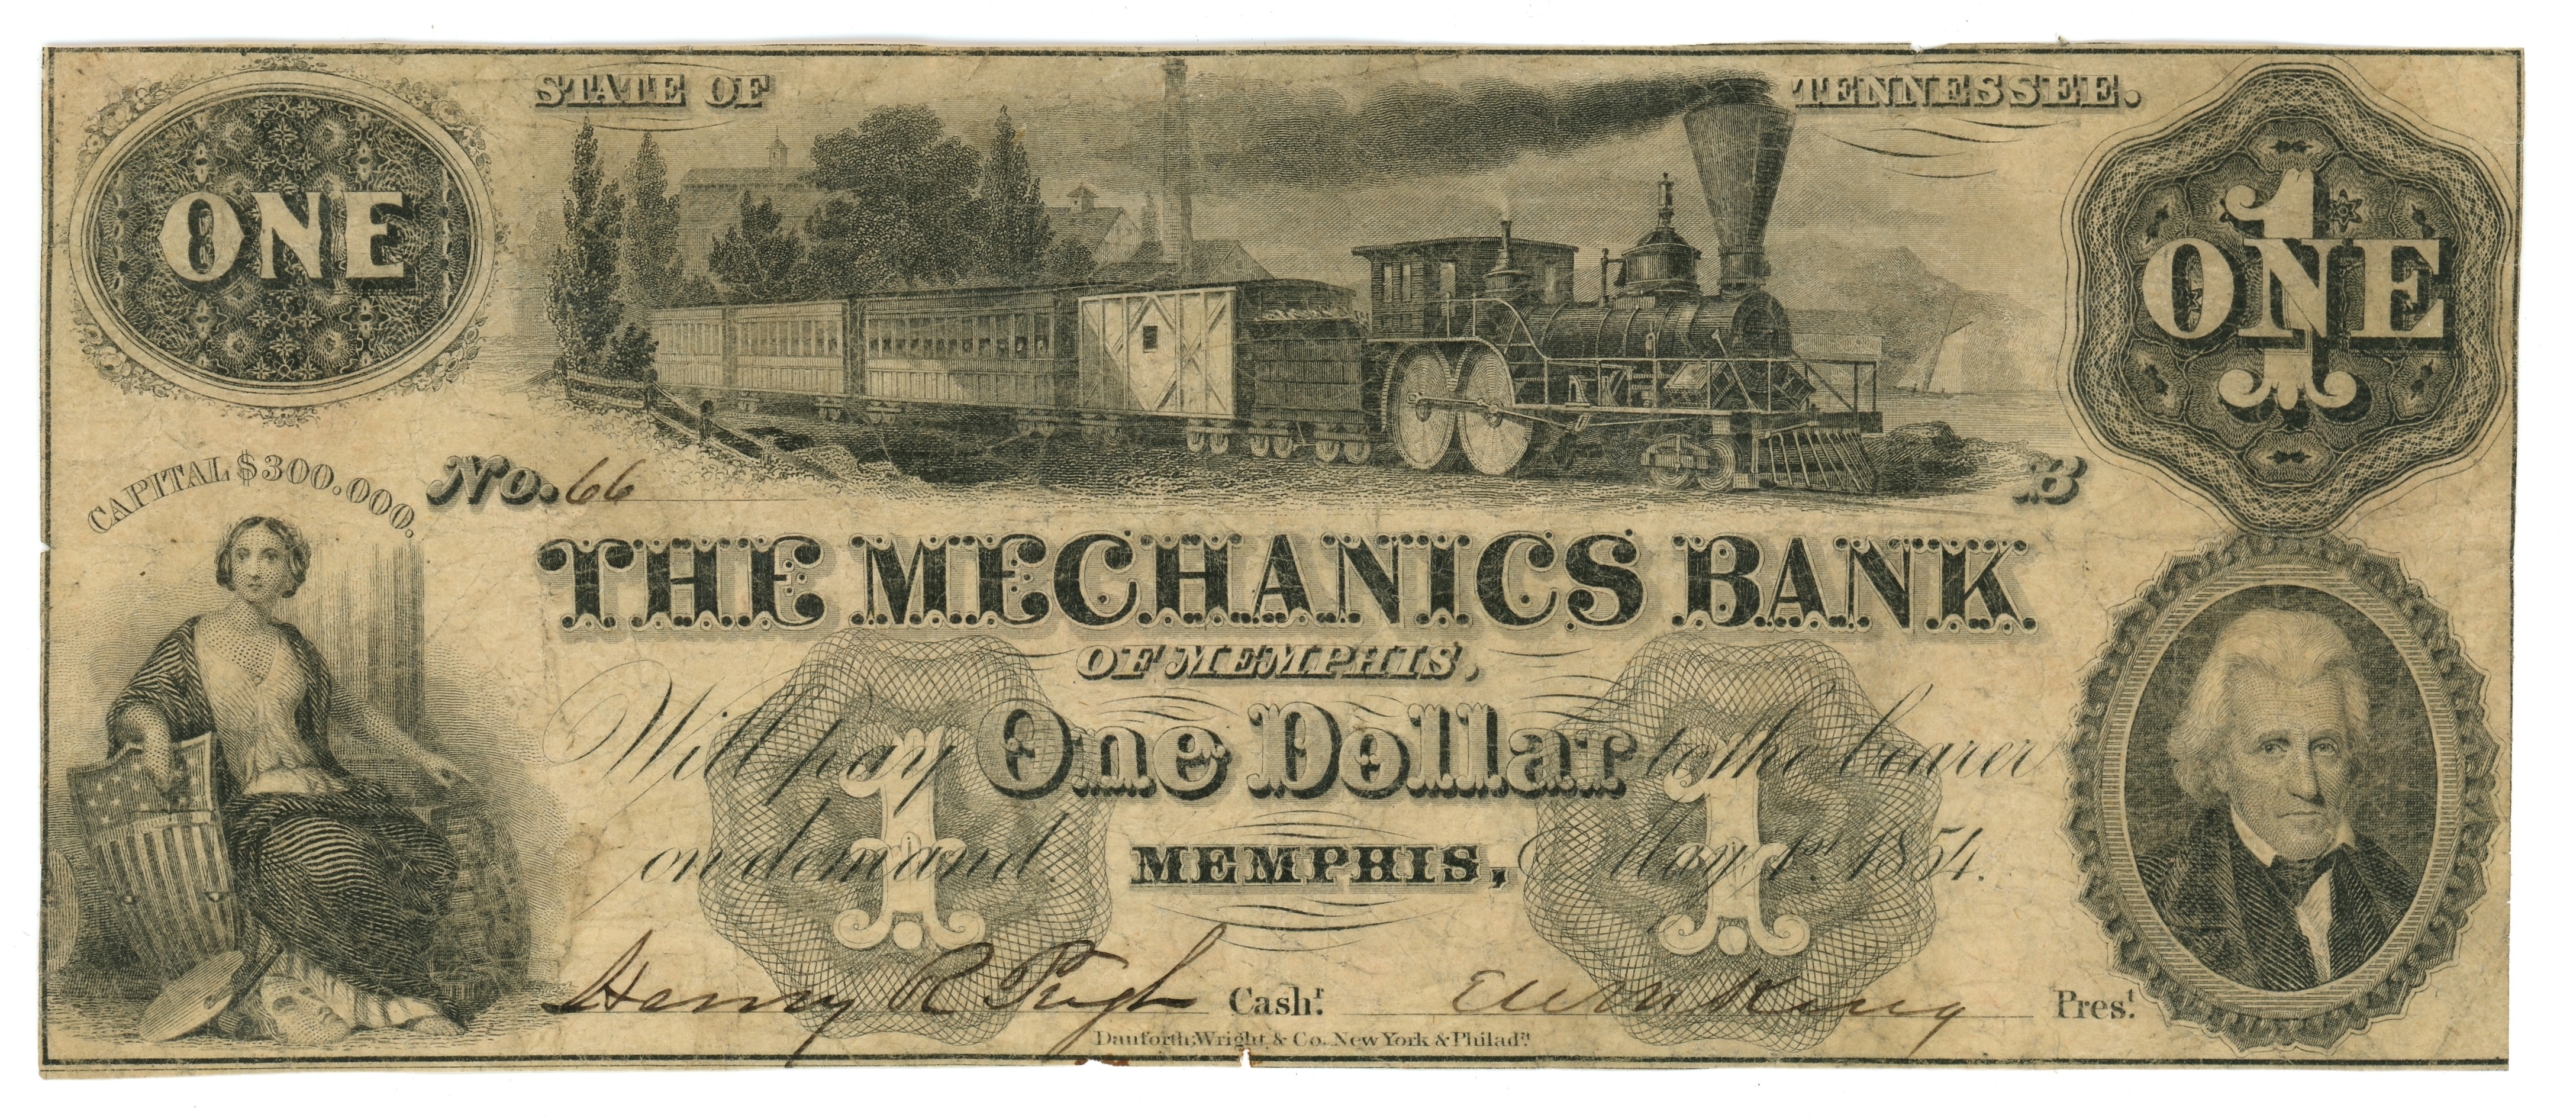 STATE OF TENNESSEE.
ONE
1
ONE
CAPITAL $300.000.
No. 66
B
THE MECHANICS BANK
OF MEMPHIS,
Will pay One Dollar to the bearer
1
1
on demand. MEMPHIS, May 1st 1854.
Henry R Pugh Cashr. King Prest.
Danforth, Wright & Co. New York & Philada.